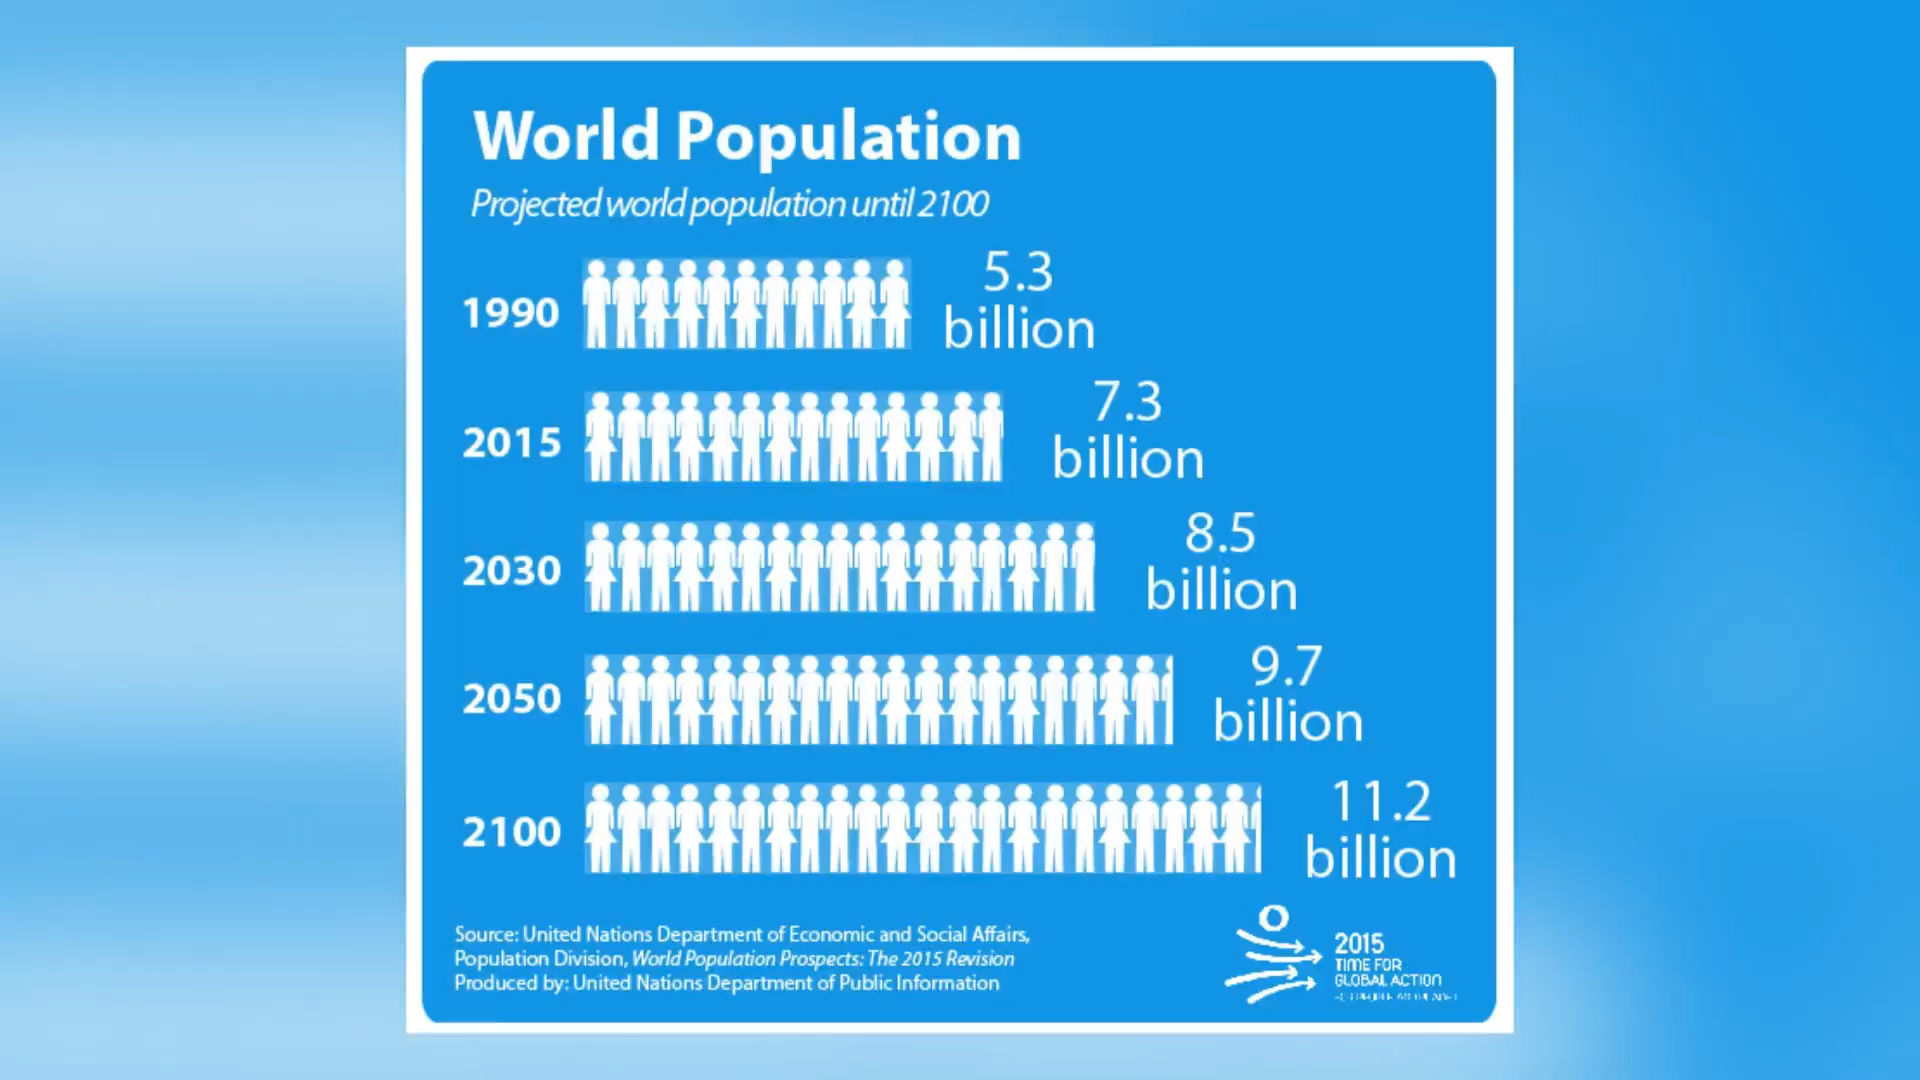 World Population
Projected world population until 2100
1990
5.3
billion
2015
7.3
billion
2030
8.5
billion
2050
9.7
billion
2100
11.2
billion
Source: United Nations Department of Economic and Social Affairs,
Population Division, World Population Prospects: The 2015 Revision
Produced by: United Nations Department of Public Information
2015
TIME FOR
GLOBAL ACTION